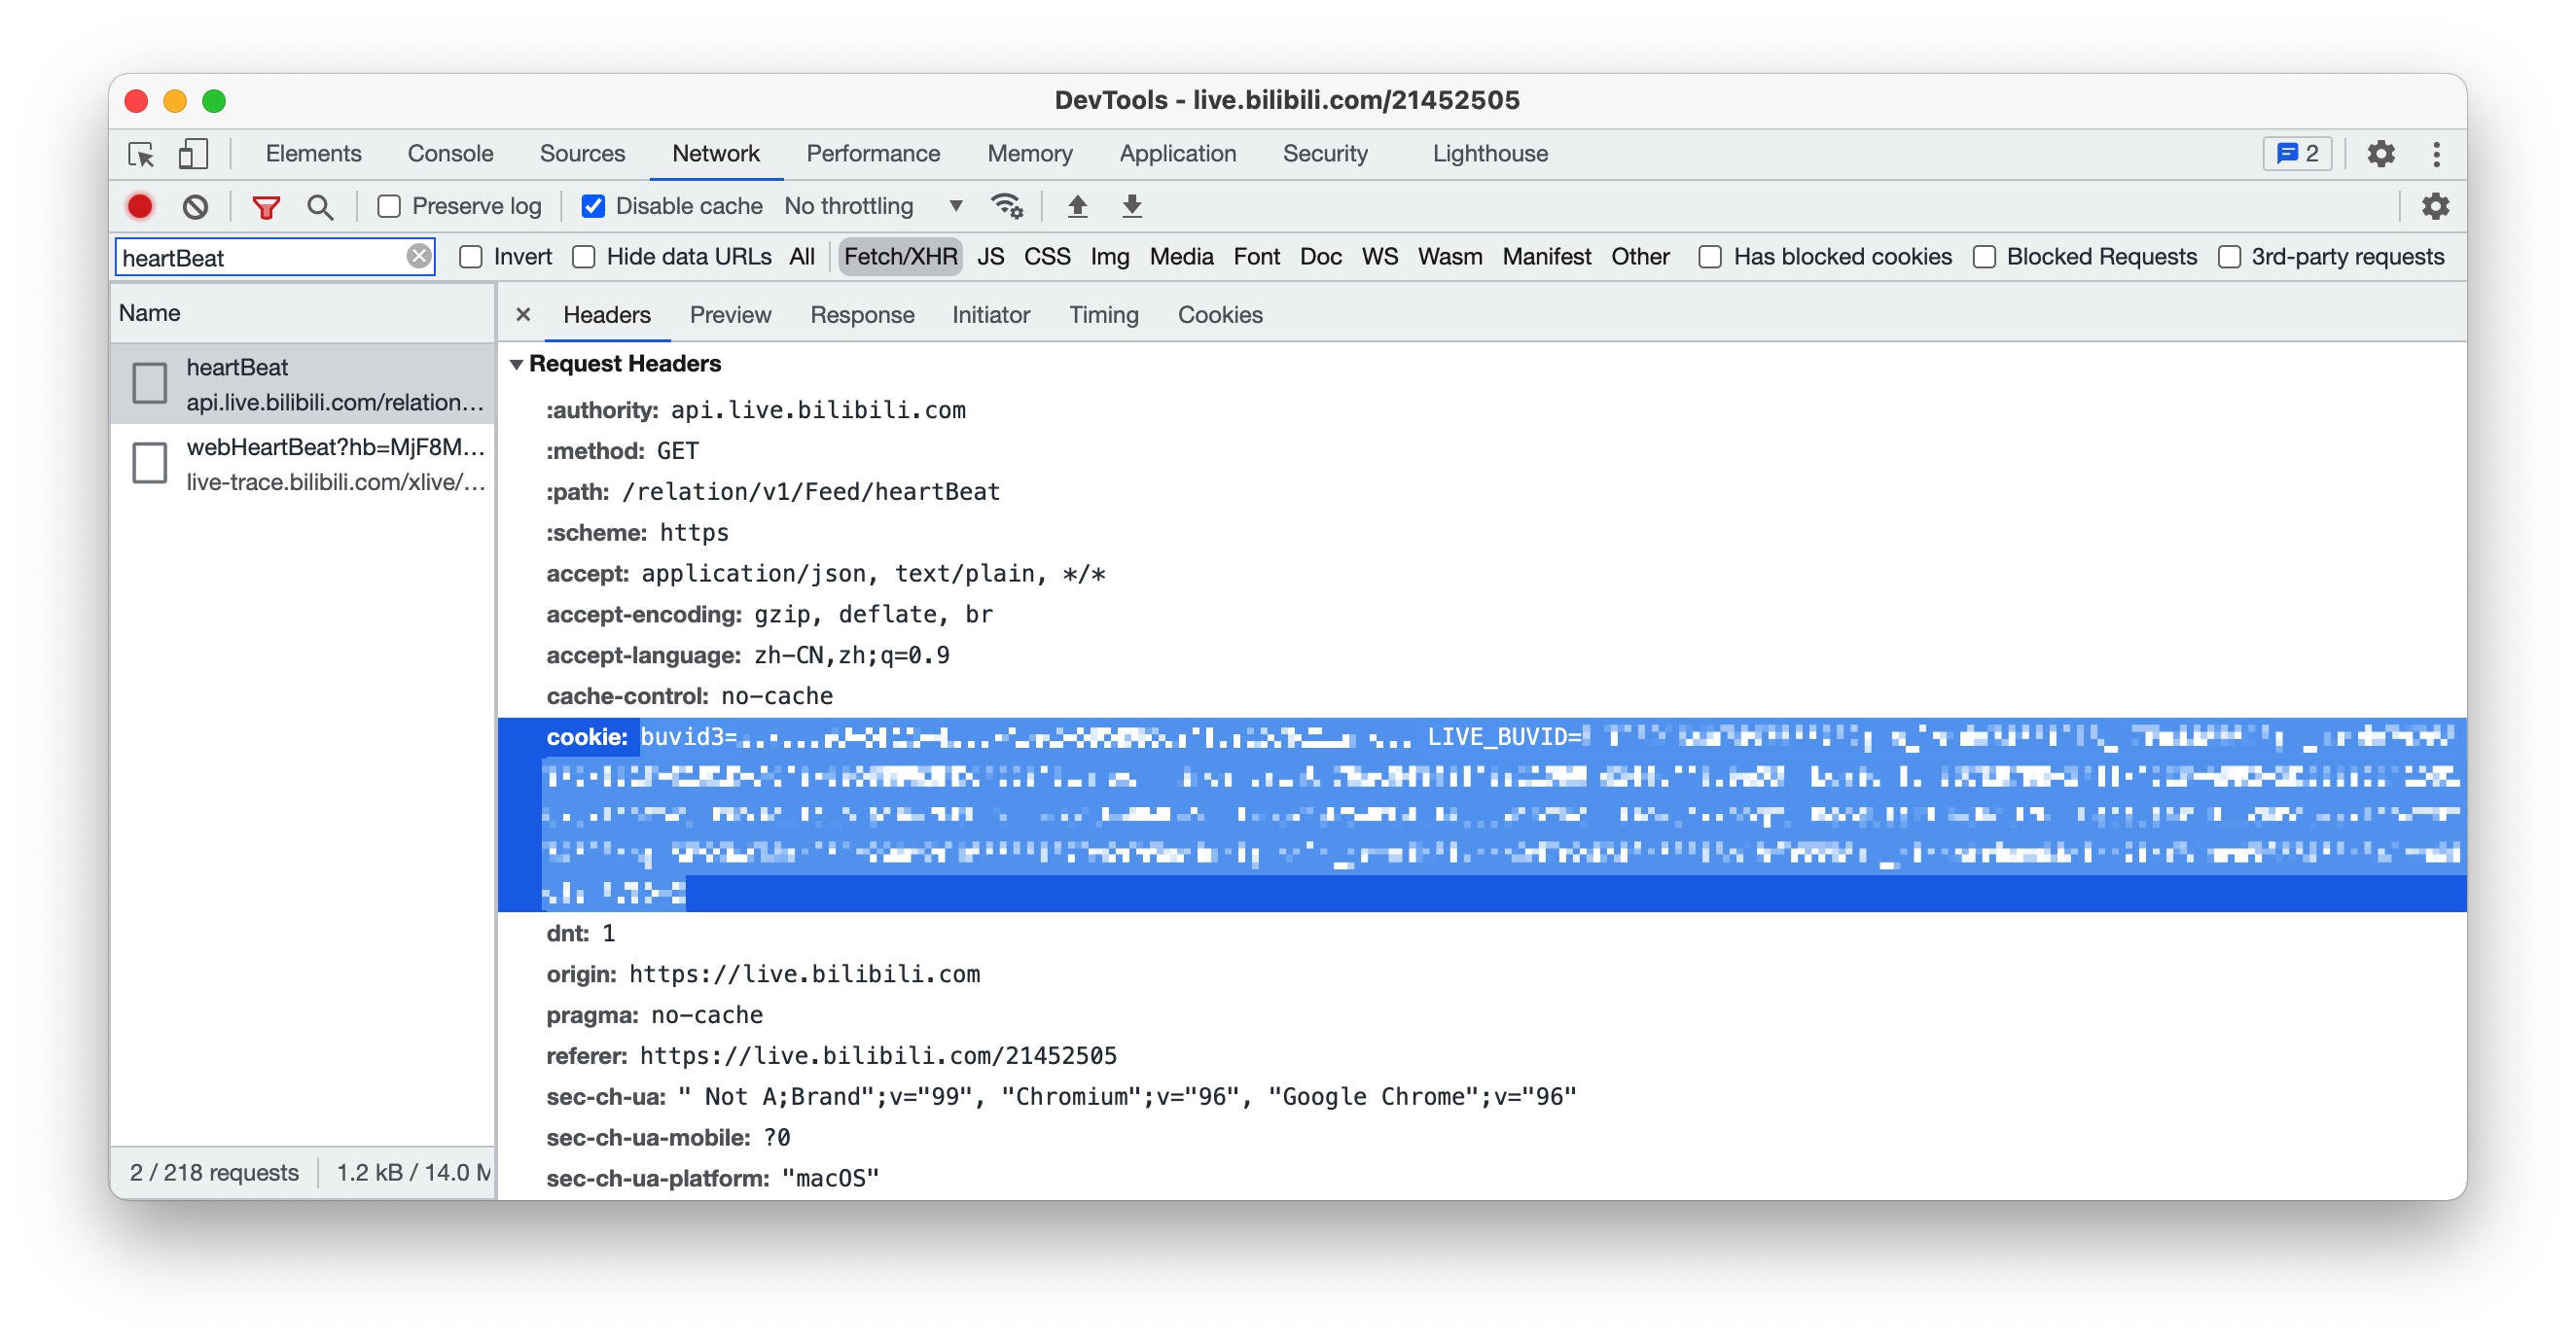 DevTools - live.bilibili.com/21452505
Elements Console Sources Network Performance Memory Application Security Lighthouse 2
Preserve log Disable cache No throttling
heartBeat Invert Hide data URLs All Fetch/XHR JS CSS Img Media Font Doc WS Wasm Manifest Other Has blocked cookies Blocked Requests 3rd-party requests
Name
Headers Preview Response Initiator Timing Cookies
heartBeat
api.live.bilibili.com/relation…
webHeartBeat?hb=MjF8M…
live-trace.bilibili.com/xlive/…
2 / 218 requests 1.2 kB / 14.0 M
Request Headers
:authority: api.live.bilibili.com
:method: GET
:path: /relation/v1/Feed/heartBeat
:scheme: https
accept: application/json, text/plain, */*
accept-encoding: gzip, deflate, br
accept-language: zh-CN,zh;q=0.9
cache-control: no-cache
cookie: buvid3= LIVE_BUVID=
dnt: 1
origin: https://live.bilibili.com
pragma: no-cache
referer: https://live.bilibili.com/21452505
sec-ch-ua: " Not A;Brand";v="99", "Chromium";v="96", "Google Chrome";v="96"
sec-ch-ua-mobile: ?0
sec-ch-ua-platform: "macOS"